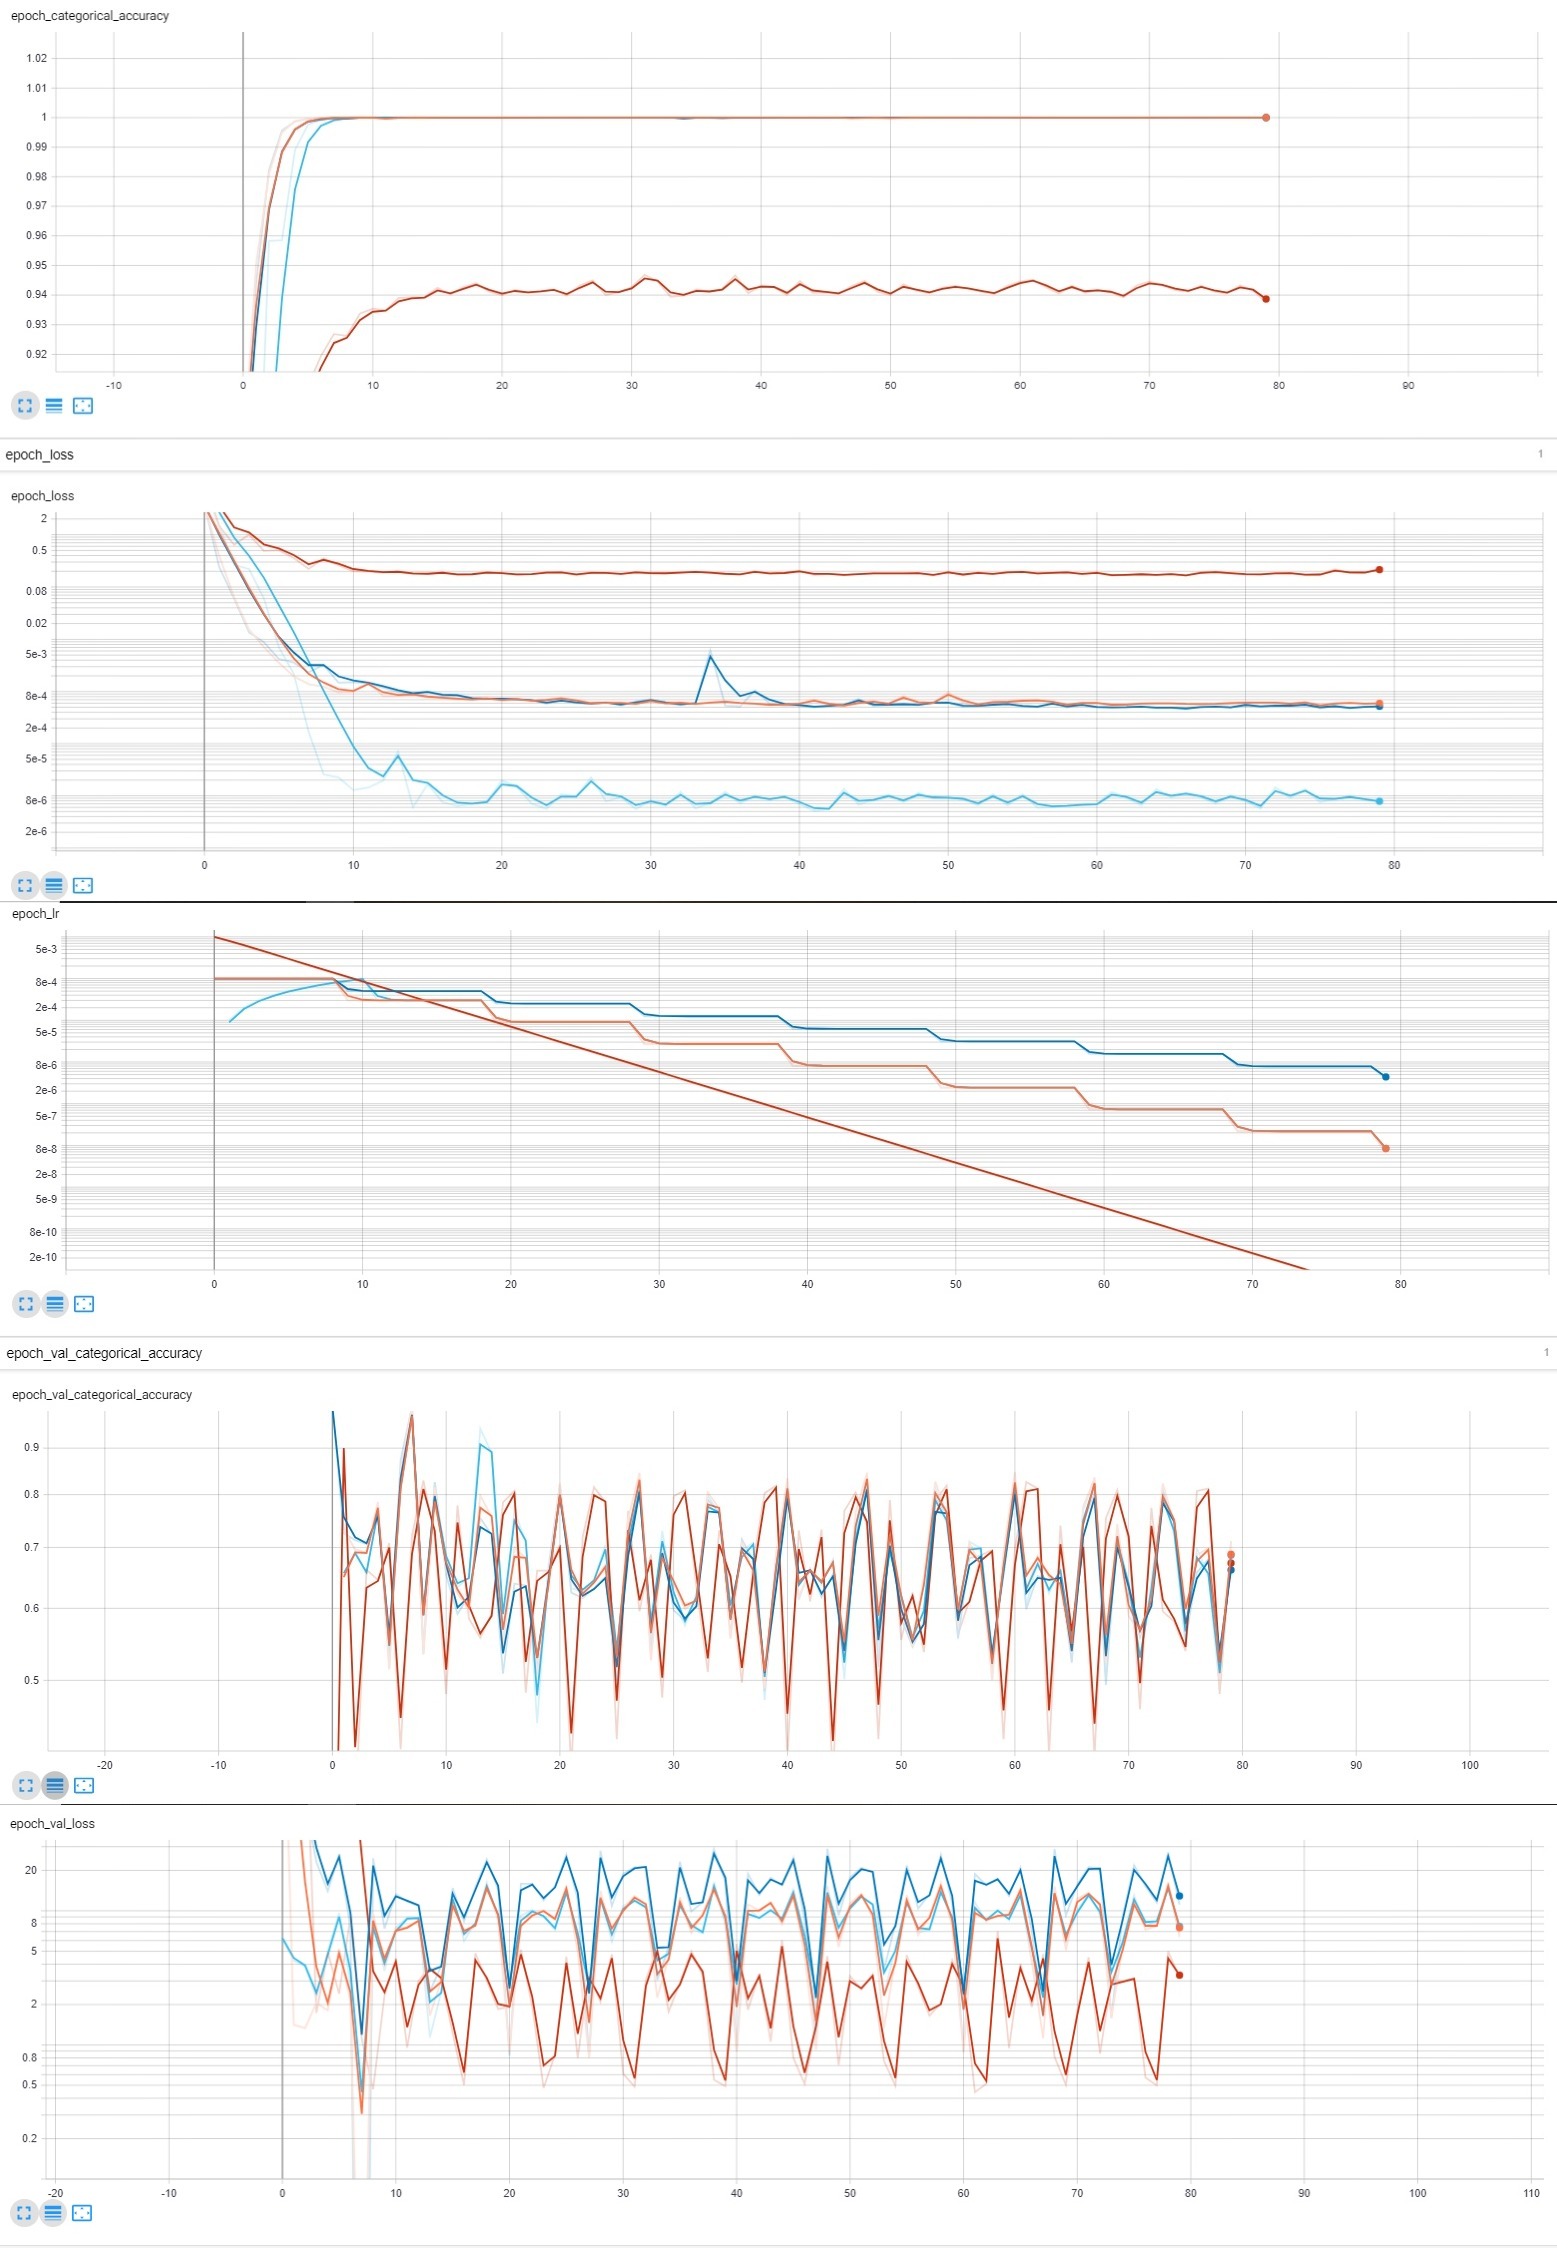 epoch_categorical_accuracy
1.02
1.01
1
0.99
0.98
0.97
0.96
0.95
0.94
0.93
0.92
-10 0 10 20 30 40 50 60 70 80 90
epoch_loss 1
epoch_loss
2
0.5
0.08
0.02
5e-3
8e-4
2e-4
5e-5
8e-6
2e-6
0 10 20 30 40 50 60 70 80
epoch_lr
5e-3
8e-4
2e-4
5e-5
8e-6
2e-6
5e-7
8e-8
2e-8
5e-9
8e-10
2e-10
0 10 20 30 40 50 60 70 80
epoch_val_categorical_accuracy 1
epoch_val_categorical_accuracy
0.9
0.8
0.7
0.6
0.5
-20 -10 0 10 20 30 40 50 60 70 80 90 100
epoch_val_loss
20
8
5
2
0.8
0.5
0.2
-20 -10 0 10 20 30 40 50 60 70 80 90 100 110